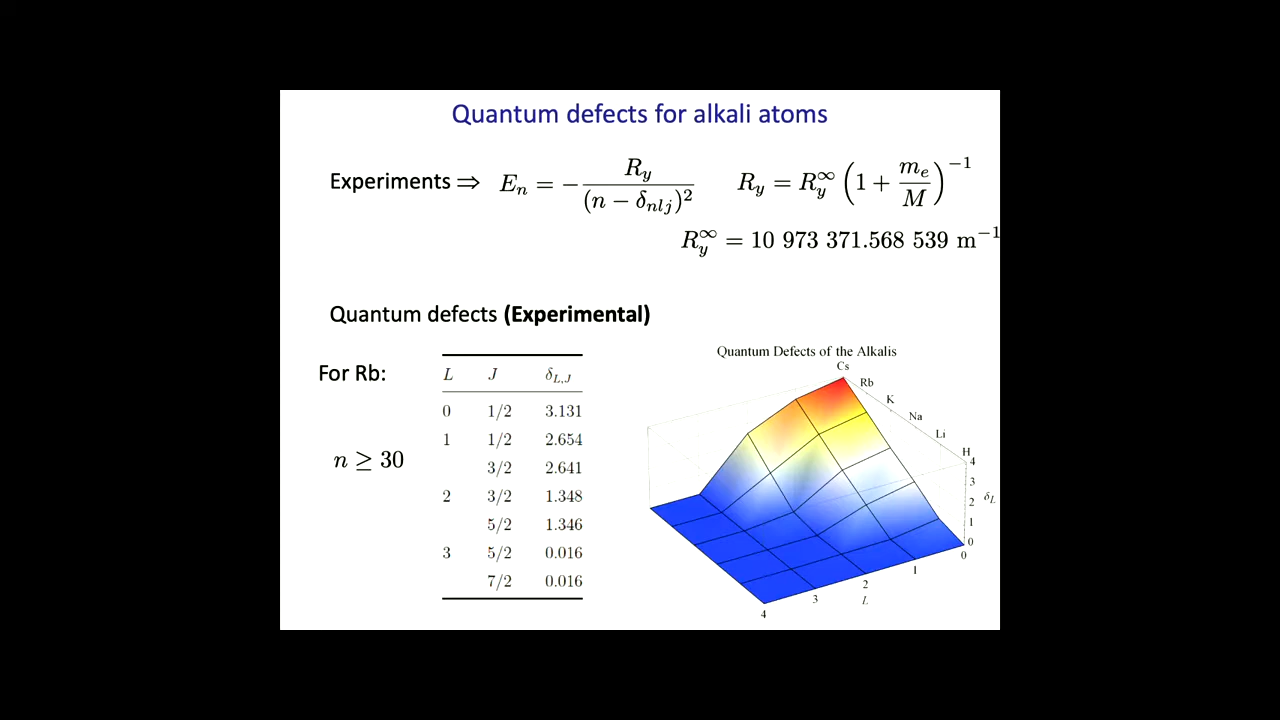 Quantum defects for alkali atoms
Experiments ⇒ E_n = − R_y / (n − δ_{nlj})² R_y = R_y^∞ (1 + m_e / M)^{−1}
R_y^∞ = 10 973 371.568 539 m^{−1}
Quantum defects (Experimental)
For Rb:
n ≥ 30
L J δ_{L,J}
0 1/2 3.131
1 1/2 2.654
3/2 2.641
2 3/2 1.348
5/2 1.346
3 5/2 0.016
7/2 0.016
Quantum Defects of the Alkalis
Cs
Rb
K
Na
Li
H
4
3
2
1
0
δ_L
0
1
2
3
4
L